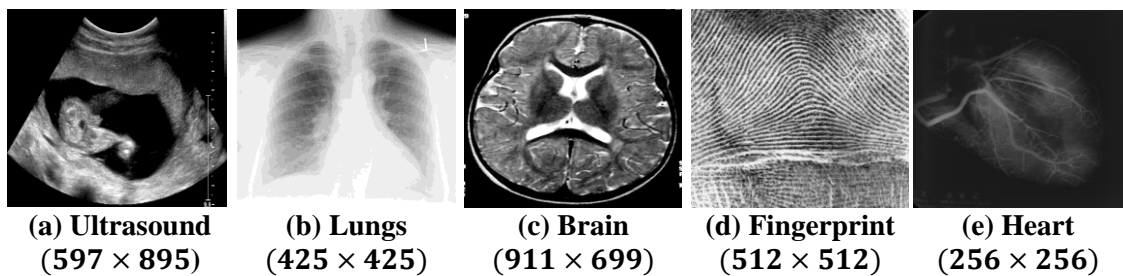 (a) Ultrasound (b) Lungs (c) Brain (d) Fingerprint (e) Heart
(597 × 895) (425 × 425) (911 × 699) (512 × 512) (256 × 256)